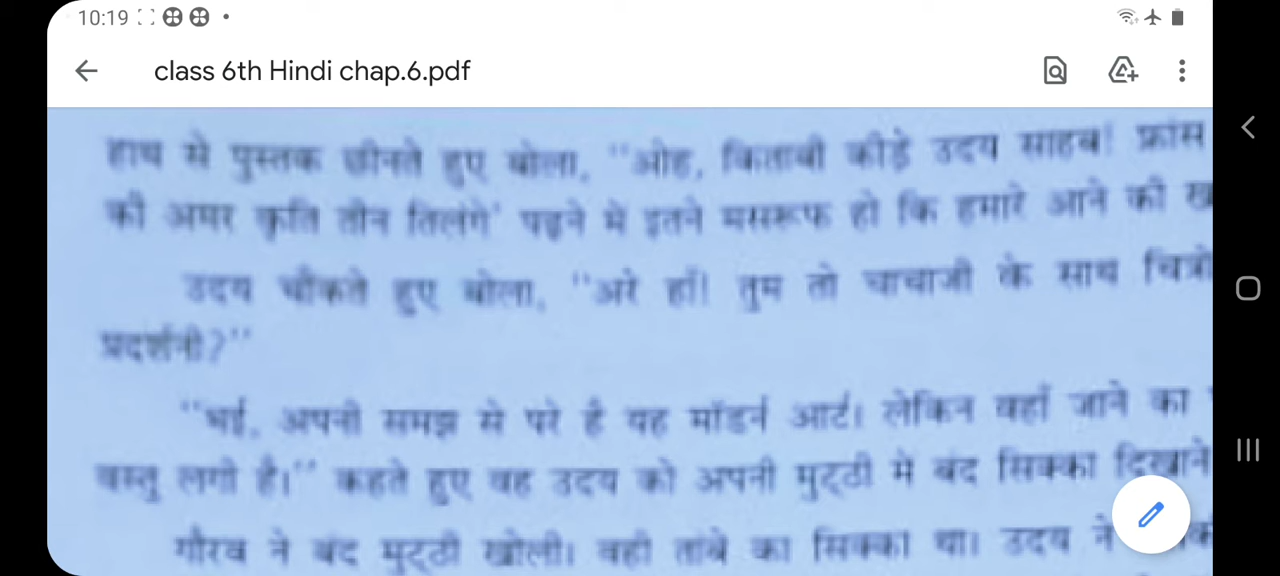 10:19
class 6th Hindi chap.6.pdf
हाथ से पुस्तक छीनते हुए बोला, "ओह, किताबी कीड़े उदय साहब! फ्रांस
की अमर कृति तीन तिलंगे' पढ़ने में इतने मसरूफ हो कि हमारे आने की
उदय चौंकते हुए बोला, "अरे हाँ! तुम तो चाचाजी के साथ
प्रदर्शनी?"
"भई, अपनी समझ से परे है यह मॉडर्न आर्ट। लेकिन वहाँ जाने का
वस्तु लगी है।" कहते हुए वह उदय को अपनी मुट्ठी में बंद सिक्का दिखाने
गौरव ने बंद मुट्ठी खोली। वही तांबे का सिक्का था। उदय ने